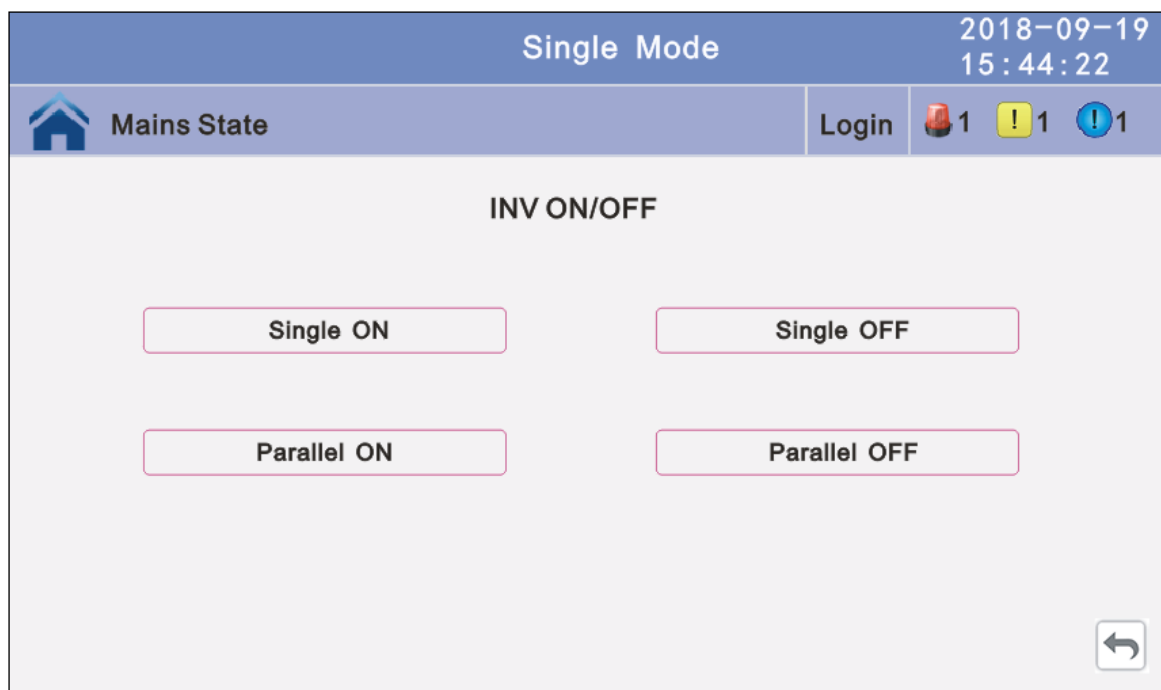 Single Mode
2018-09-19
15:44:22
Mains State
Login
1
! 1
! 1
INV ON/OFF
Single ON
Single OFF
Parallel ON
Parallel OFF